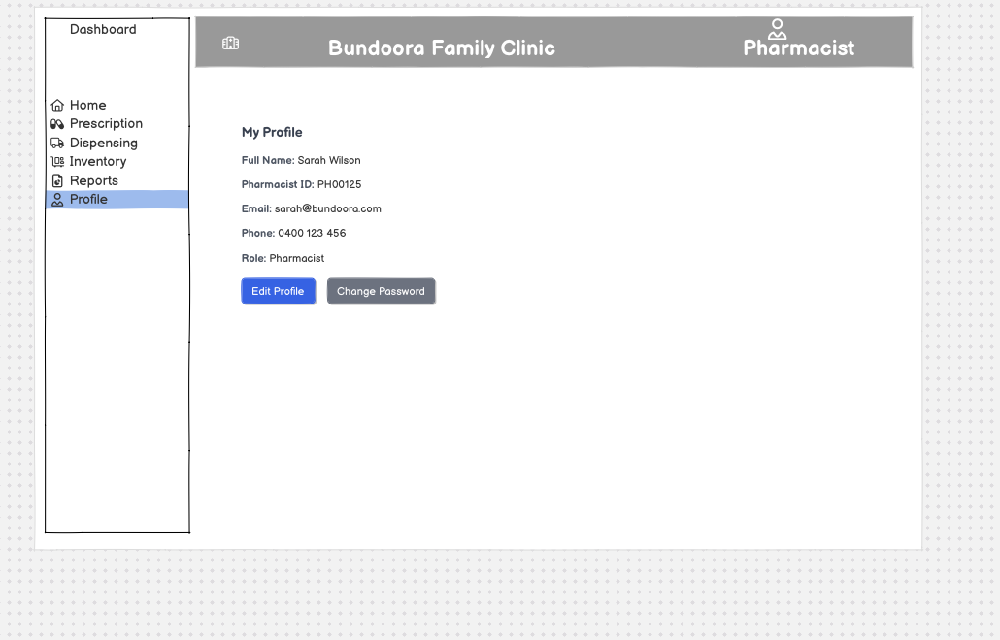 Dashboard
Home
Prescription
Dispensing
Inventory
Reports
Profile
Bundoora Family Clinic
Pharmacist
My Profile
Full Name: Sarah Wilson
Pharmacist ID: PH00125
Email: sarah@bundoora.com
Phone: 0400 123 456
Role: Pharmacist
Edit Profile
Change Password